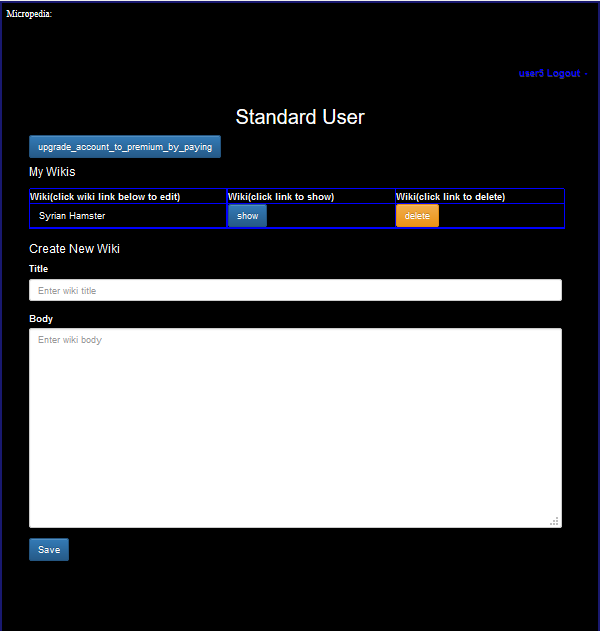 Micropedia:
user5 Logout
Standard User
upgrade_account_to_premium_by_paying
My Wikis
Wiki(click wiki link below to edit) Wiki(click link to show) Wiki(click link to delete)
Syrian Hamster show delete
Create New Wiki
Title
Enter wiki title
Body
Enter wiki body
Save